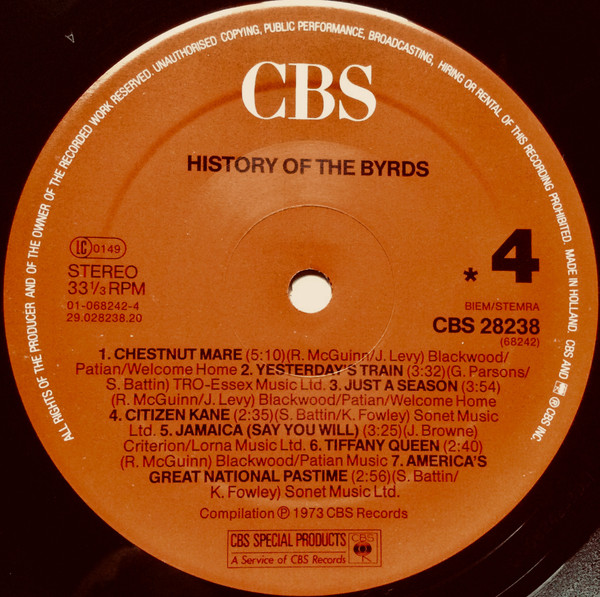 ALL RIGHTS OF THE PRODUCER AND OF THE OWNER OF THE RECORDED WORK RESERVED. UNAUTHORISED COPYING, PUBLIC PERFORMANCE, BROADCASTING, HIRING OR RENTAL OF THIS RECORDING PROHIBITED. MADE IN HOLLAND. CBS AND ® CBS INC.
CBS
HISTORY OF THE BYRDS
LC 0149
STEREO
33 1/3 RPM
01-068242-4
29.028238.20
* 4
BIEM/STEMRA
CBS 28238
(68242)
1. CHESTNUT MARE (5:10)(R. McGuinn/J. Levy) Blackwood/
Patian/Welcome Home 2. YESTERDAY'S TRAIN (3:32)(G. Parsons/
S. Battin) TRO-Essex Music Ltd. 3. JUST A SEASON (3:54)
(R. McGuinn/J. Levy) Blackwood/Patian/Welcome Home
4. CITIZEN KANE (2:35)(S. Battin/K. Fowley) Sonet Music
Ltd. 5. JAMAICA (SAY YOU WILL) (3:25)(J. Browne)
Criterion/Lorna Music Ltd. 6. TIFFANY QUEEN (2:40)
(R. McGuinn) Blackwood/Patian Music 7. AMERICA'S
GREAT NATIONAL PASTIME (2:56)(S. Battin/
K. Fowley) Sonet Music Ltd.
Compilation ℗ 1973 CBS Records
CBS SPECIAL PRODUCTS
A Service of CBS Records
CBS